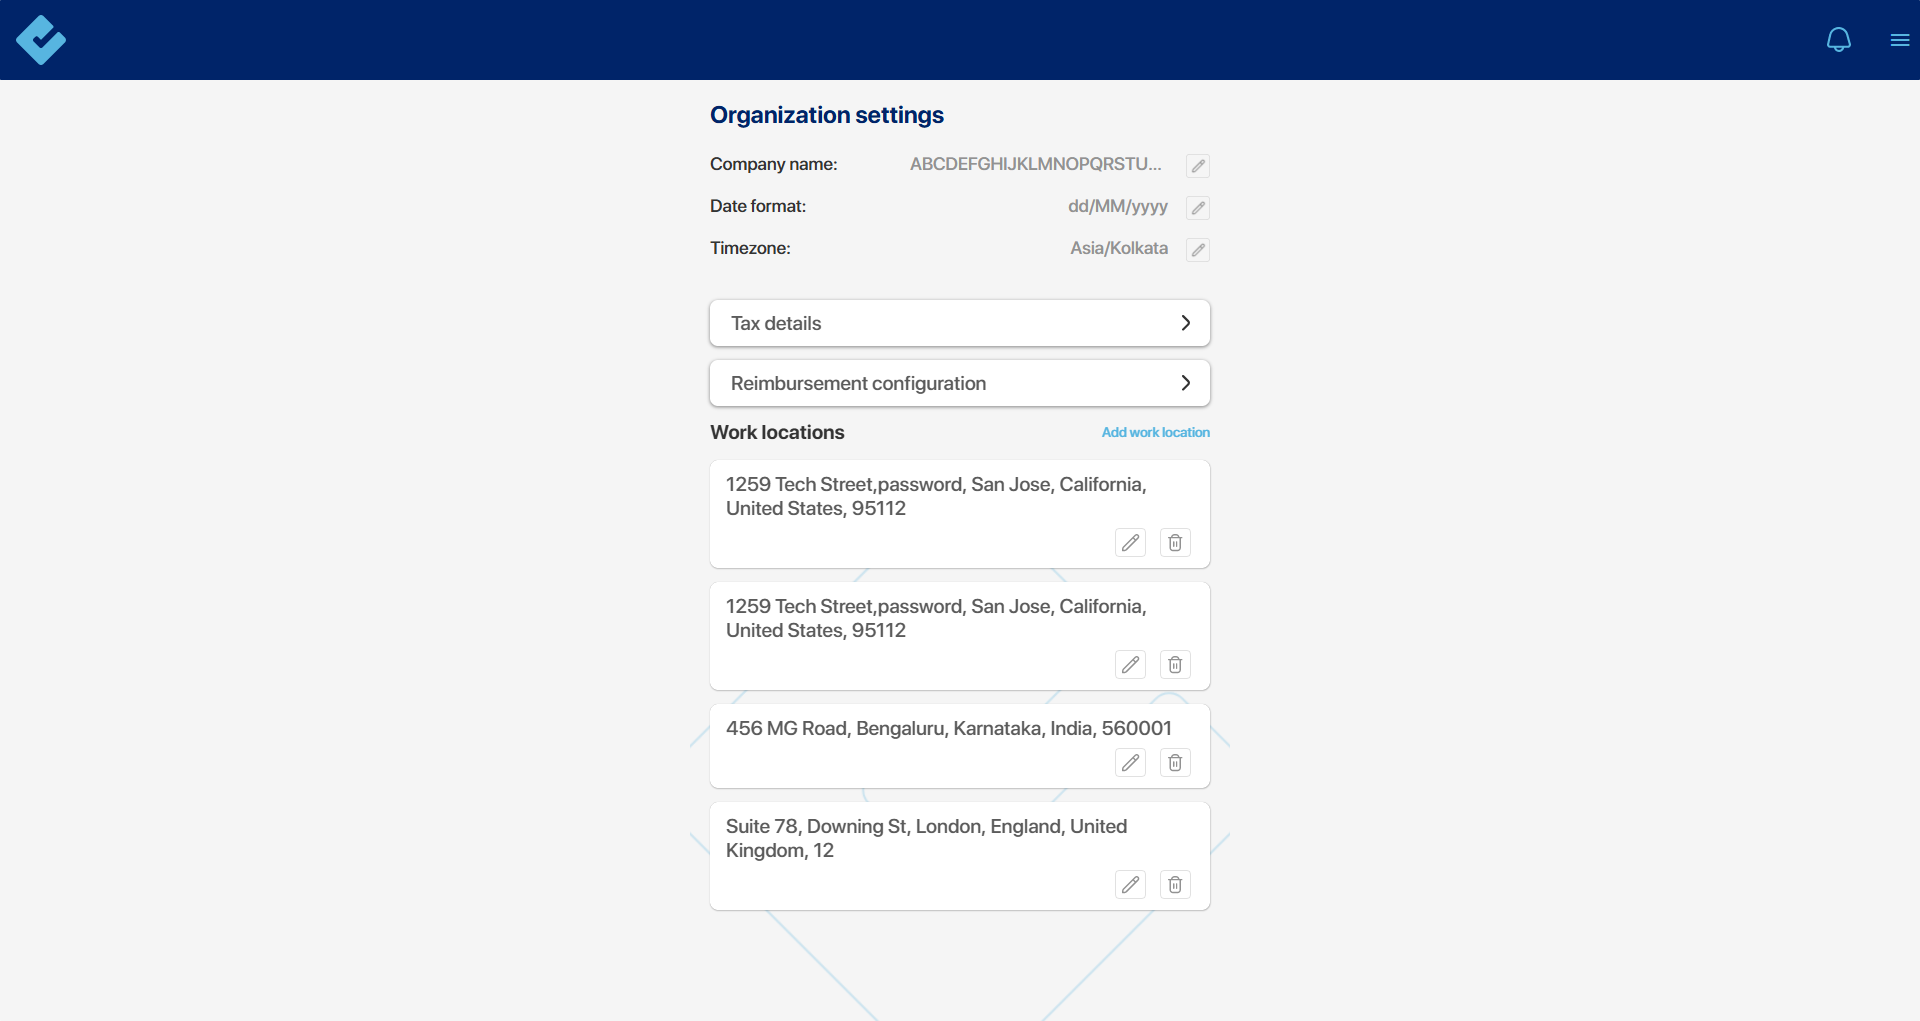 Organization settings
Company name: ABCDEFGHIJKLMNOPQRSTU...
Date format: dd/MM/yyyy
Timezone: Asia/Kolkata
Tax details
Reimbursement configuration
Work locations Add work location
1259 Tech Street,password, San Jose, California,
United States, 95112
1259 Tech Street,password, San Jose, California,
United States, 95112
456 MG Road, Bengaluru, Karnataka, India, 560001
Suite 78, Downing St, London, England, United
Kingdom, 12